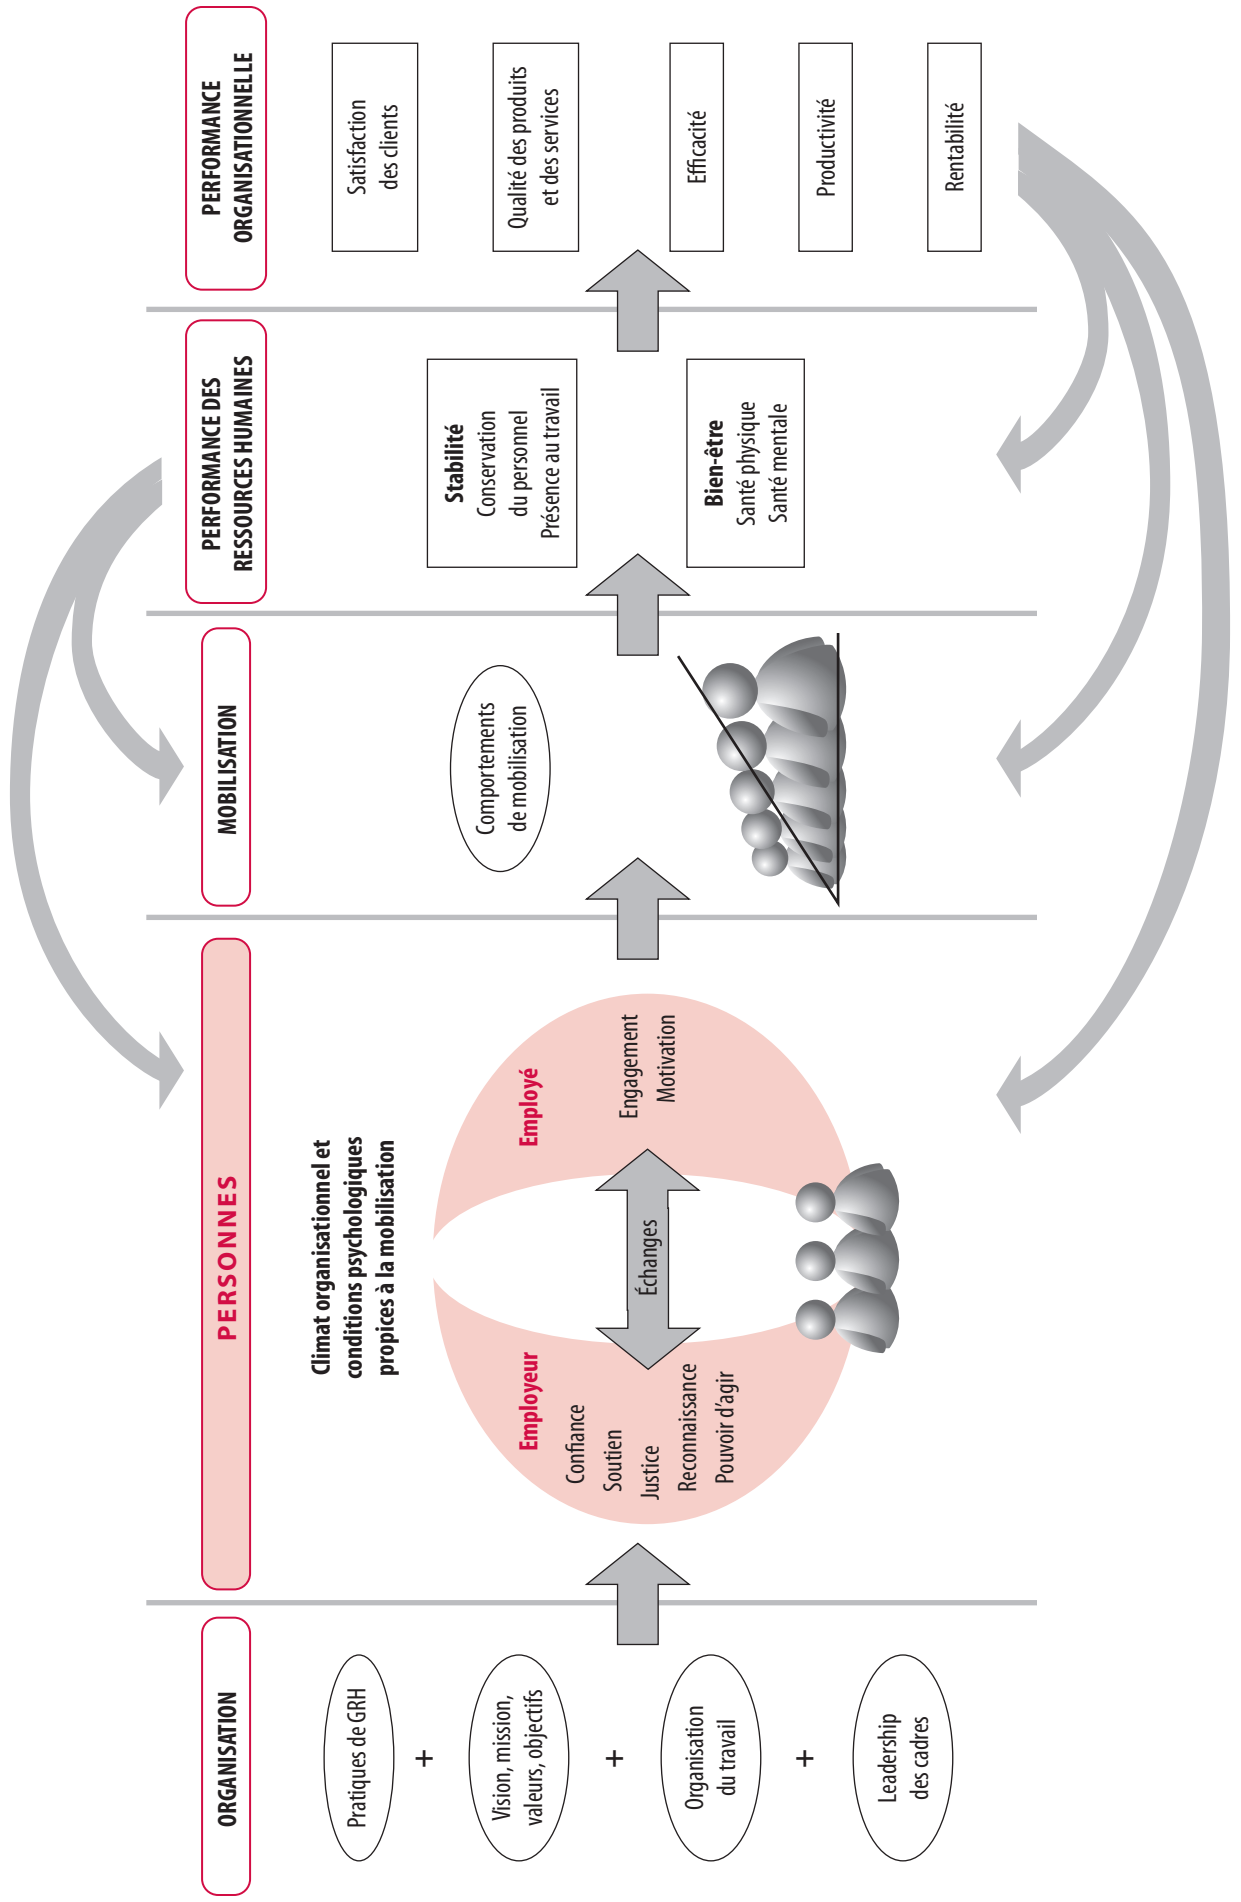 ORGANISATION
Pratiques de GRH
+
Vision, mission,
valeurs, objectifs
+
Organisation
du travail
+
Leadership
des cadres
PERSONNES
Climat organisationnel et
conditions psychologiques
propices à la mobilisation
Employeur
Confiance
Soutien
Justice
Reconnaissance
Pouvoir d’agir
Échanges
Employé
Engagement
Motivation
MOBILISATION
Comportements
de mobilisation
PERFORMANCE DES
RESSOURCES HUMAINES
Stabilité
Conservation
du personnel
Présence au travail
Bien-être
Santé physique
Santé mentale
PERFORMANCE
ORGANISATIONNELLE
Satisfaction
des clients
Qualité des produits
et des services
Efficacité
Productivité
Rentabilité